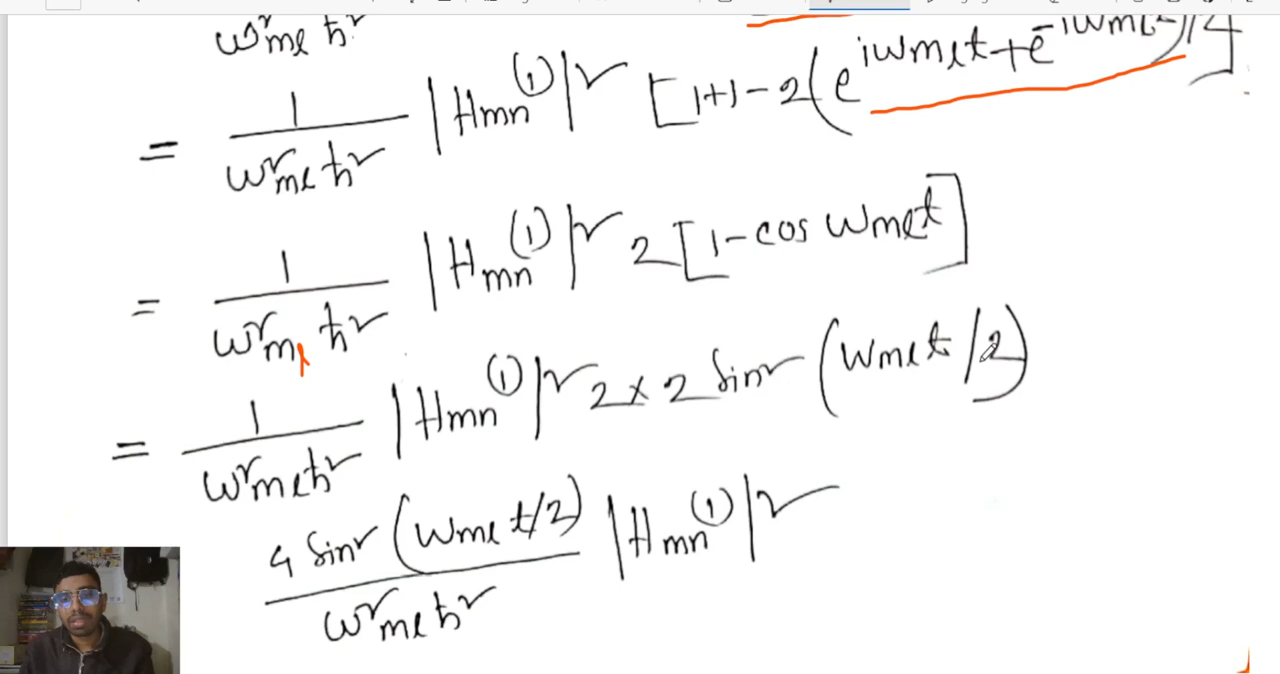 ω²mℓ ħ²
= 1/(ω²mℓ ħ²) |Hmn⁽¹⁾|² [1+1-2(e^{iωmℓt}+e^{-iωmℓt})/2]
= 1/(ω²mℓ ħ²) |Hmn⁽¹⁾|² 2[1-cos ωmℓt]
= 1/(ω²mℓ ħ²) |Hmn⁽¹⁾|² 2×2 Sin²(ωmℓt/2)
4 Sin²(ωmℓ t/2)/(ω²mℓ ħ²) |Hmn⁽¹⁾|²